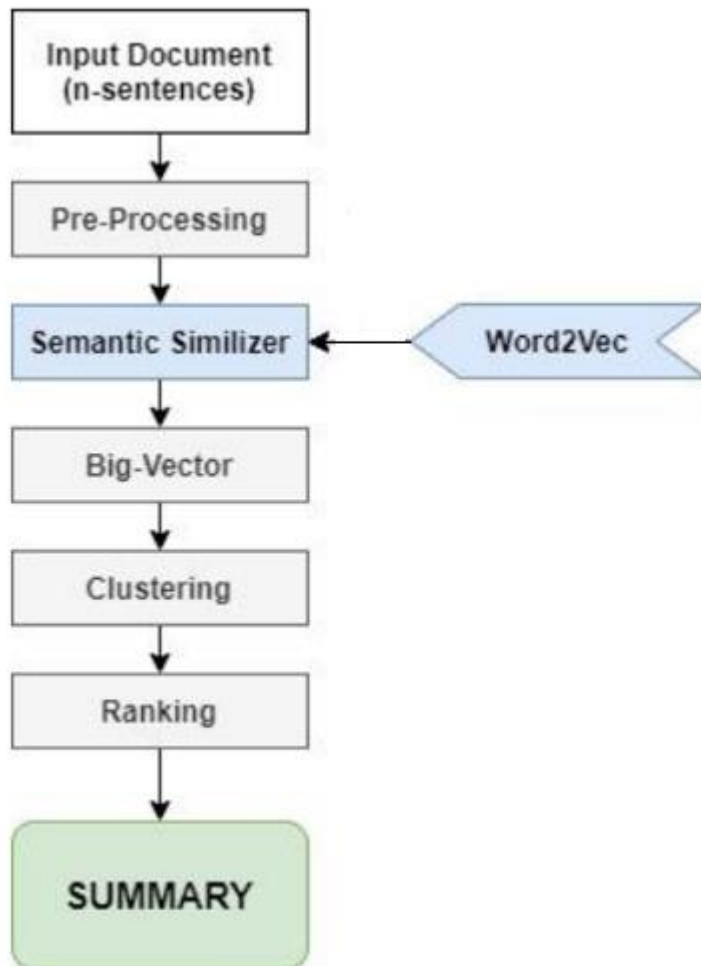 Input Document
(n-sentences)
Pre-Processing
Semantic Similizer
Word2Vec
Big-Vector
Clustering
Ranking
SUMMARY